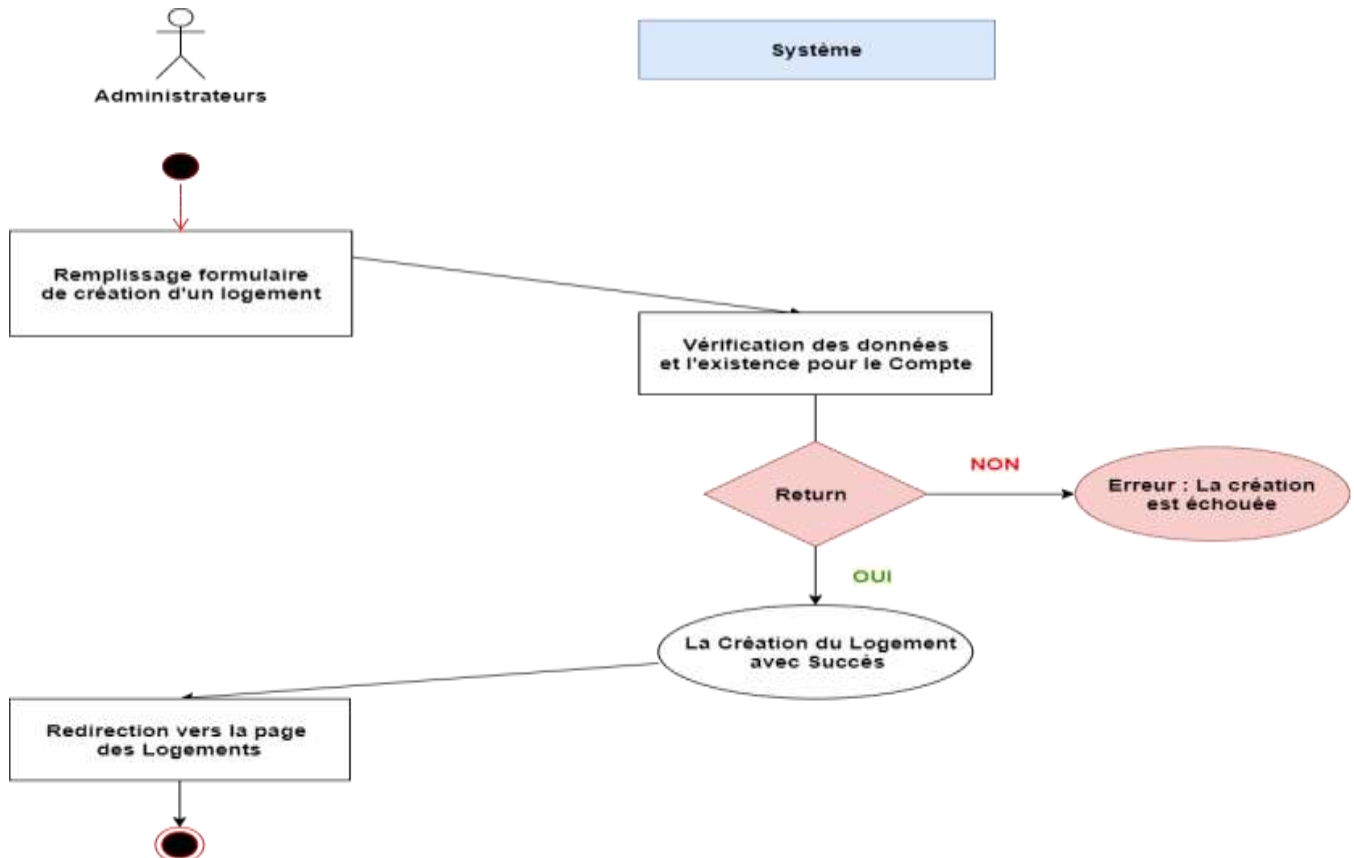 Système
Administrateurs
Remplissage formulaire
de création d'un logement
Vérification des données
et l'existence pour le Compte
Return
NON
Erreur : La création
est échouée
OUI
La Création du Logement
avec Succès
Redirection vers la page
des Logements